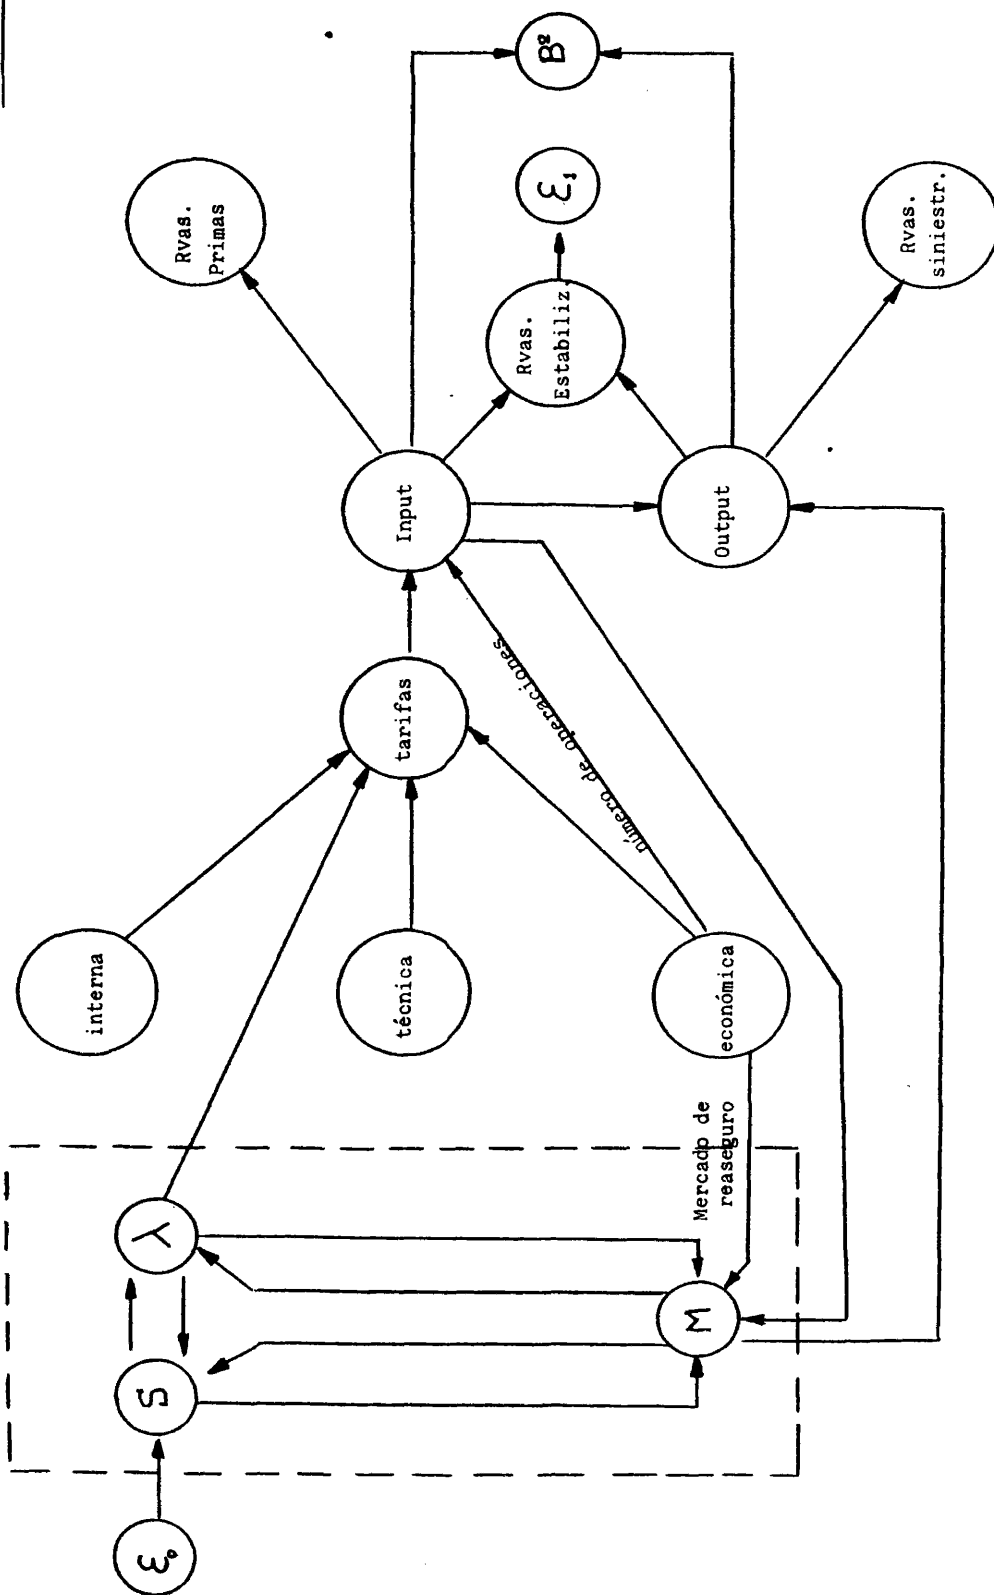 ε₀
S
λ
M
Mercado de
reaseguro
interna
técnica
económica
tarifas
número de operaciones
Input
Output
Rvas.
Primas
Rvas.
Estabiliz.
Rvas.
siniestr.
ε₁
B²